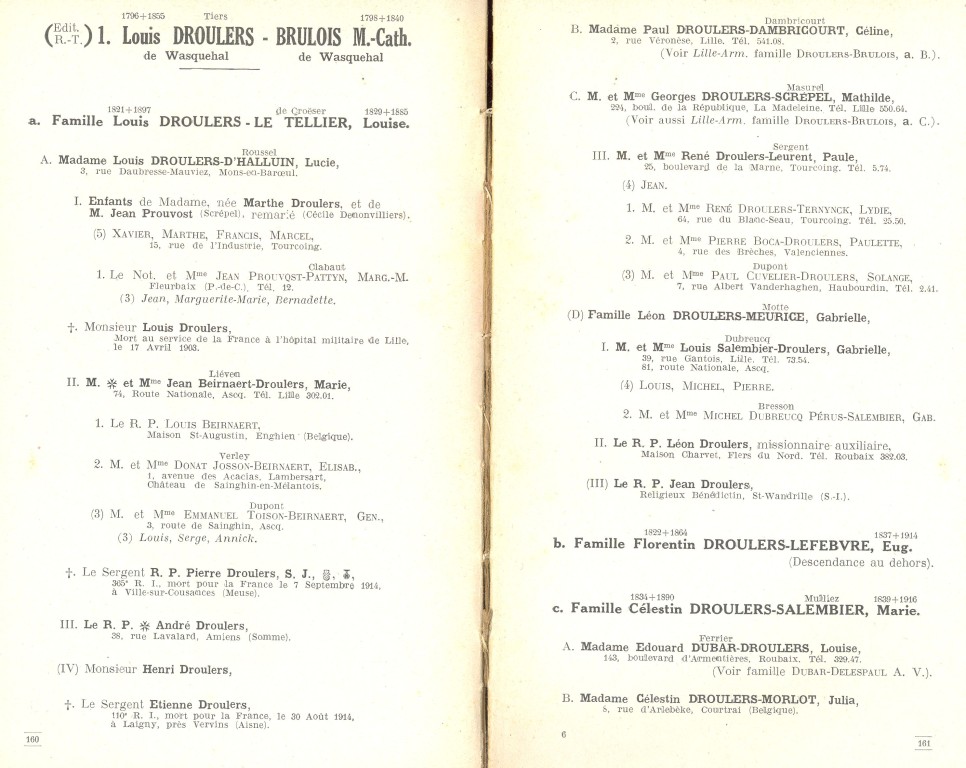 1796+1855 Tiers 1798+1840
(Edit. R.-T.) 1. Louis DROULERS - BRULOIS M.-Cath.
de Wasquehal de Wasquehal
1821+1897 de Croëser 1829+1885
a. Famille Louis DROULERS - LE TELLIER, Louise.
Roussel
A. Madame Louis DROULERS-D'HALLUIN, Lucie,
3, rue Daubresse-Mauviez, Mons-en-Barœul.
I. Enfants de Madame, née Marthe Droulers, et de
M. Jean Prouvost (Scrépel), remarié (Cécile Denonvilliers).
(5) XAVIER, MARTHE, FRANCIS, MARCEL,
15, rue de l'Industrie, Tourcoing.
Clabaut
1. Le Not. et Mme JEAN PROUVOST-PATTYN, MARG.-M.
Fleurbaix (P.-de-C.), Tél. 12.
(3) Jean, Marguerite-Marie, Bernadette.
†. Monsieur Louis Droulers,
Mort au service de la France à l'hôpital militaire de Lille,
le 17 Avril 1903.
Liéven
II. M. ✻ et Mme Jean Beirnaert-Droulers, Marie,
74, Route Nationale, Ascq. Tél. Lille 302.01.
1. Le R. P. LOUIS BEIRNAERT,
Maison St-Augustin, Enghien (Belgique).
Verley
2. M. et Mme DONAT JOSSON-BEIRNAERT, ELISAB.,
1, avenue des Acacias, Lambersart,
Château de Sainghin-en-Mélantois.
Dupont
(3) M. et Mme EMMANUEL TOISON-BEIRNAERT, GEN.,
3, route de Sainghin, Ascq.
(3) Louis, Serge, Annick.
†. Le Sergent R. P. Pierre Droulers, S. J.,
365e R. I., mort pour la France le 7 Septembre 1914,
à Ville-sur-Cousances (Meuse).
III. Le R. P. ✻ André Droulers,
38, rue Lavalard, Amiens (Somme).
(IV) Monsieur Henri Droulers,
†. Le Sergent Etienne Droulers,
110e R. I., mort pour la France, le 30 Août 1914,
à Laigny, près Vervins (Aisne).
160
Dambricourt
B. Madame Paul DROULERS-DAMBRICOURT, Céline,
2, rue Véronèse, Lille. Tél. 541.08.
(Voir Lille-Arm. famille DROULERS-BRULOIS, a. B.).
Masurel
C. M. et Mme Georges DROULERS-SCRÉPEL, Mathilde,
224, boul. de la République, La Madeleine. Tél. Lille 550.64.
(Voir aussi Lille-Arm. famille DROULERS-BRULOIS, a. C.).
Sergent
III. M. et Mme René Droulers-Leurent, Paule,
25, boulevard de la Marne, Tourcoing. Tél. 5.74.
(4) JEAN.
1. M. et Mme RENÉ DROULERS-TERNYNCK, LYDIE,
64, rue du Blanc-Seau, Tourcoing. Tél. 25.50.
2. M. et Mme PIERRE BOCA-DROULERS, PAULETTE,
4, rue des Brèches, Valenciennes.
Dupont
(3) M. et Mme PAUL CUVELIER-DROULERS, SOLANGE,
7, rue Albert Vanderhaghen, Haubourdin. Tél. 2.41.
Motte
(D) Famille Léon DROULERS-MEURICE, Gabrielle,
Dubreucq
I. M. et Mme Louis Salembier-Droulers, Gabrielle,
39, rue Gantois, Lille. Tél. 73.54.
81, route Nationale, Ascq.
(4) LOUIS, MICHEL, PIERRE.
Bresson
2. M. et Mme MICHEL DUBREUCQ PÉRUS-SALEMBIER, GAB.
II. Le R. P. Léon Droulers, missionnaire auxiliaire,
Maison Charvet, Flers du Nord. Tél. Roubaix 382.03.
(III) Le R. P. Jean Droulers,
Religieux Bénédictin, St-Wandrille (S.-I.).
1822+1864 1837+1914
b. Famille Florentin DROULERS-LEFEBVRE, Eug.
(Descendance au dehors).
1834+1890 Mulliez 1839+1916
c. Famille Célestin DROULERS-SALEMBIER, Marie.
Ferrier
A. Madame Edouard DUBAR-DROULERS, Louise,
143, boulevard d'Armentières, Roubaix. Tél. 329.47.
(Voir famille DUBAR-DELESPAUL A. V.).
B. Madame Célestin DROULERS-MORLOT, Julia,
8, rue d'Arlebèke, Courtrai (Belgique).
6
161